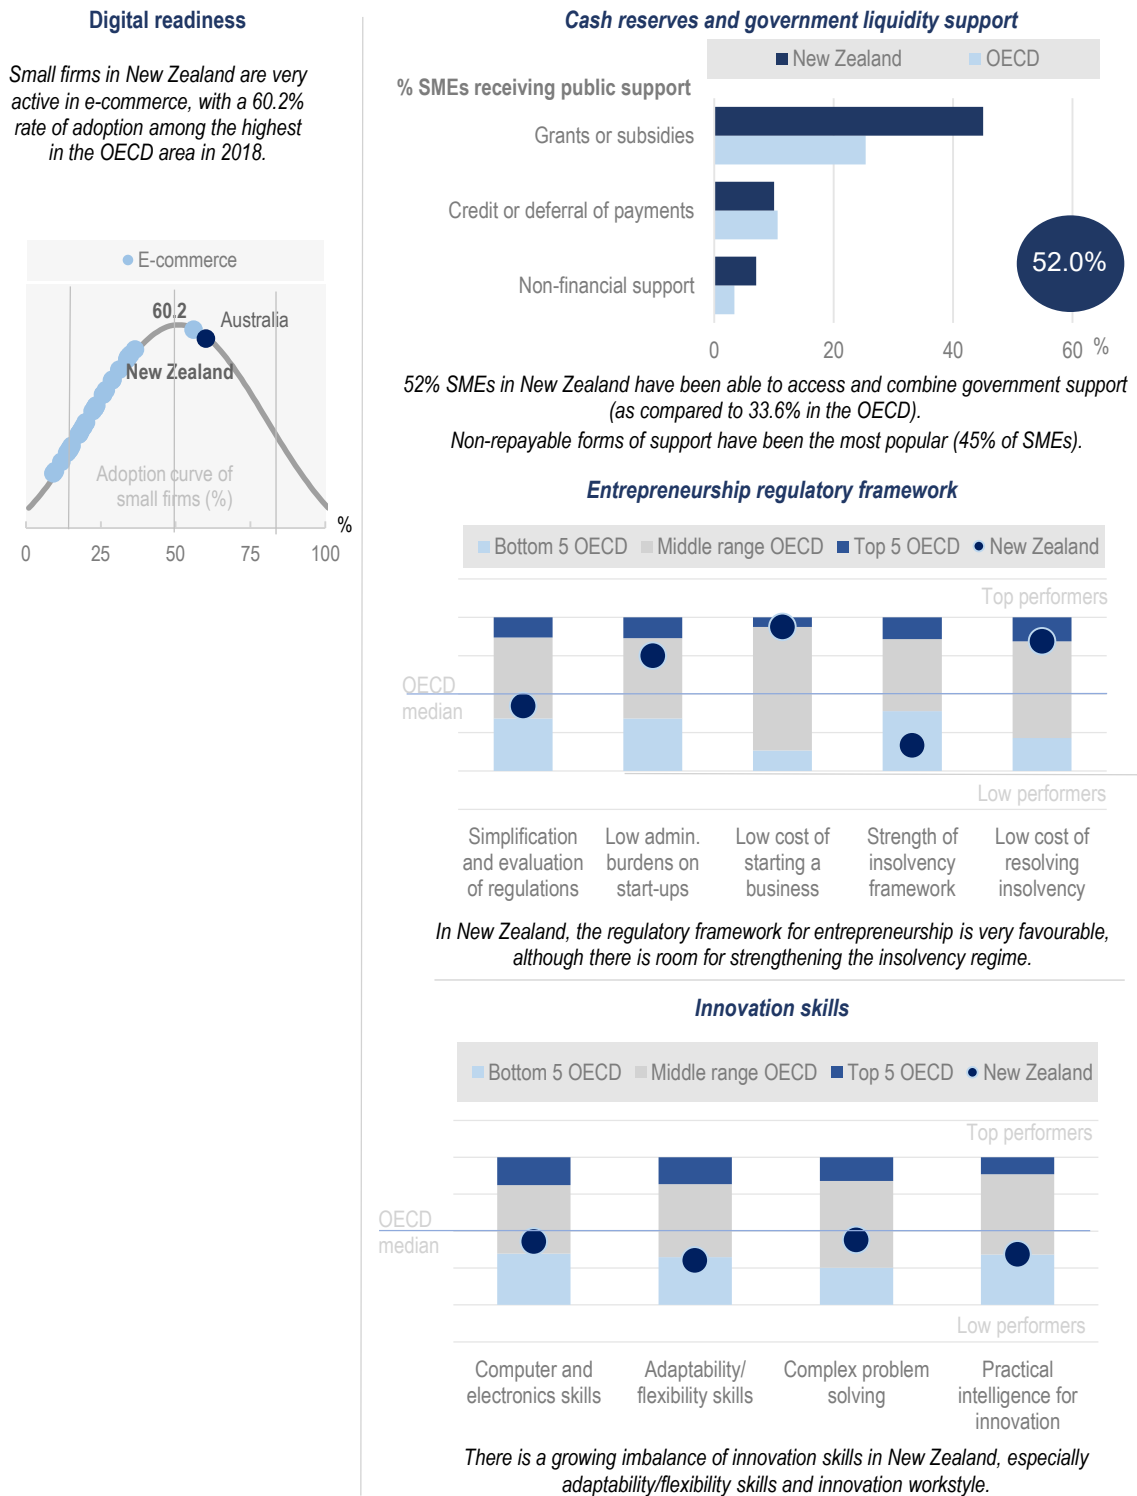 Digital readiness
Small firms in New Zealand are very
active in e-commerce, with a 60.2%
rate of adoption among the highest
in the OECD area in 2018.
E-commerce
60.2
Australia
New Zealand
Adoption curve of
small firms (%)
%
0 25 50 75 100
Cash reserves and government liquidity support
New Zealand OECD
% SMEs receiving public support
Grants or subsidies
Credit or deferral of payments
Non-financial support
52.0%
0 20 40 60 %
52% SMEs in New Zealand have been able to access and combine government support
(as compared to 33.6% in the OECD).
Non-repayable forms of support have been the most popular (45% of SMEs).
Entrepreneurship regulatory framework
Bottom 5 OECD Middle range OECD Top 5 OECD New Zealand
Top performers
OECD
median
Low performers
Simplification
and evaluation
of regulations
Low admin.
burdens on
start-ups
Low cost of
starting a
business
Strength of
insolvency
framework
Low cost of
resolving
insolvency
In New Zealand, the regulatory framework for entrepreneurship is very favourable,
although there is room for strengthening the insolvency regime.
Innovation skills
Bottom 5 OECD Middle range OECD Top 5 OECD New Zealand
Top performers
OECD
median
Low performers
Computer and
electronics skills
Adaptability/
flexibility skills
Complex problem
solving
Practical
intelligence for
innovation
There is a growing imbalance of innovation skills in New Zealand, especially
adaptability/flexibility skills and innovation workstyle.